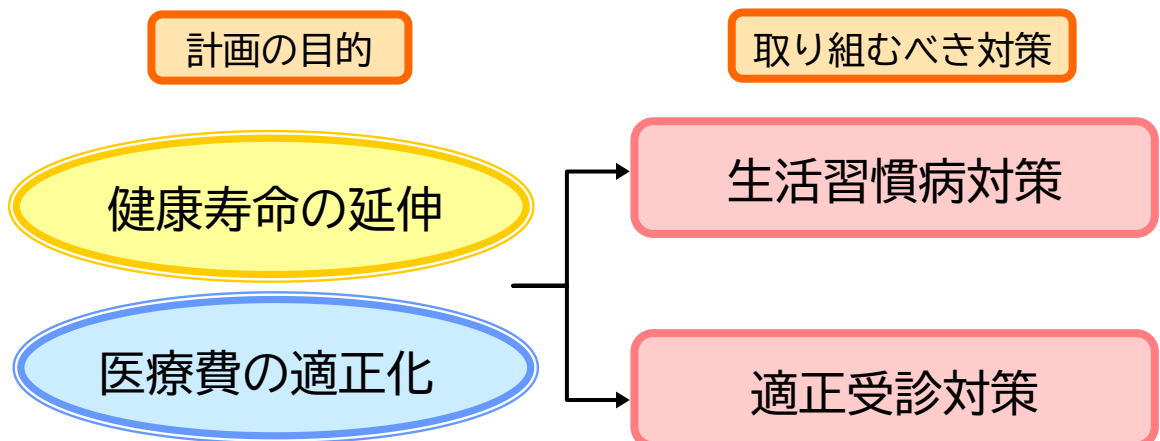 計画の目的
取り組むべき対策
健康寿命の延伸
生活習慣病対策
医療費の適正化
適正受診対策